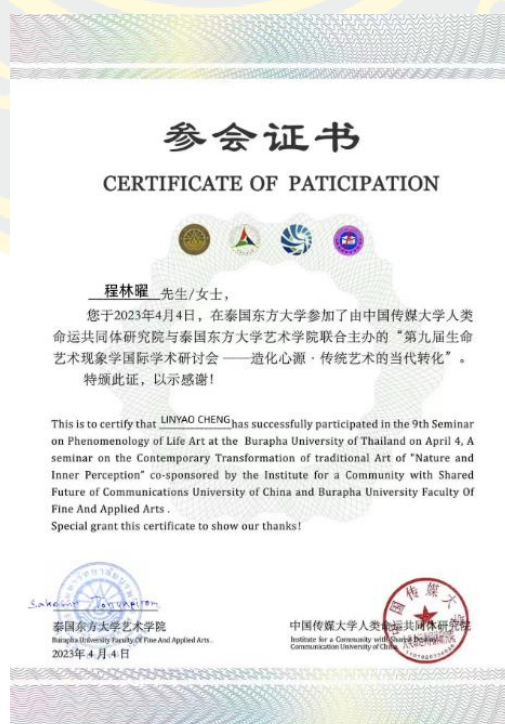 参会证书
CERTIFICATE OF PATICIPATION
程林曜 先生/女士，
您于2023年4月4日，在泰国东方大学参加了由中国传媒大学人类
命运共同体研究院与泰国东方大学艺术学院联合主办的“第九届生命
艺术现象学国际学术研讨会——造化心源·传统艺术的当代转化”。
特颁此证，以示感谢！
This is to certify that LINYAO CHENG has successfully participated in the 9th Seminar
on Phenomenology of Life Art at the Burapha University of Thailand on April 4, A
seminar on the Contemporary Transformation of traditional Art of "Nature and
Inner Perception" co-sponsored by the Institute for a Community with Shared
Future of Communications University of China and Burapha University Faculty Of
Fine And Applied Arts .
Special grant this certificate to show our thanks!
泰国东方大学艺术学院
Burapha University Faculty Of Fine And Applied Arts .
2023年4月4日
中国传媒大学人类命运共同体研究院
Institute for a Community with Shared
Communication University of China